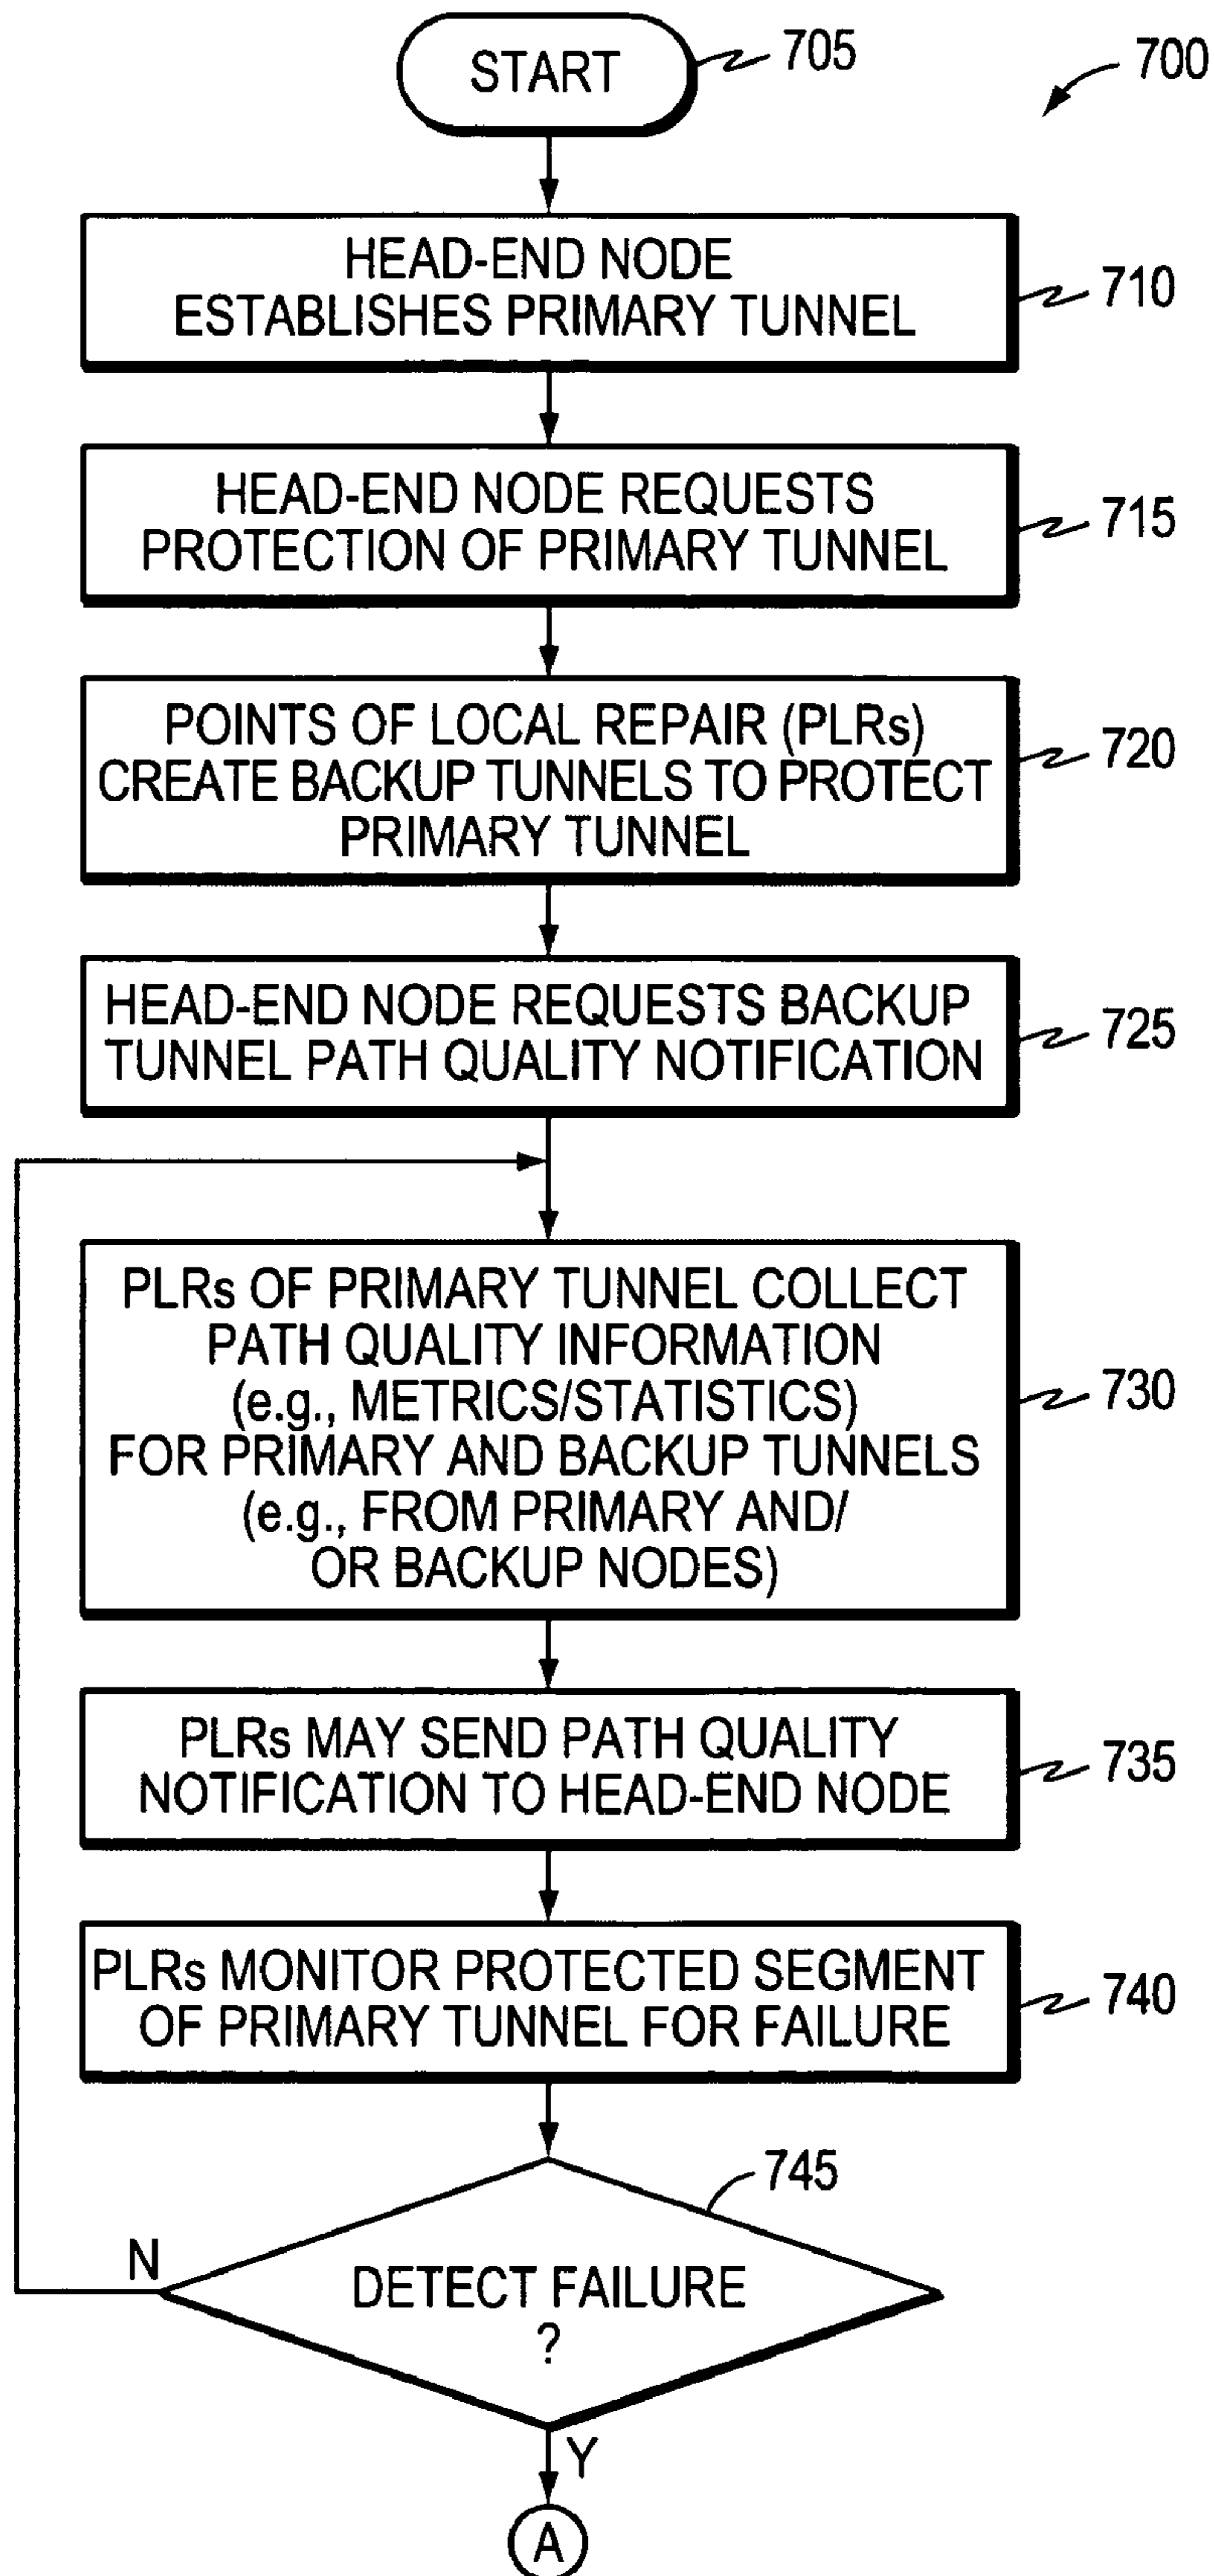 START
705
700
HEAD-END NODE
ESTABLISHES PRIMARY TUNNEL
710
HEAD-END NODE REQUESTS
PROTECTION OF PRIMARY TUNNEL
715
POINTS OF LOCAL REPAIR (PLRs)
CREATE BACKUP TUNNELS TO PROTECT
PRIMARY TUNNEL
720
HEAD-END NODE REQUESTS BACKUP
TUNNEL PATH QUALITY NOTIFICATION
725
PLRs OF PRIMARY TUNNEL COLLECT
PATH QUALITY INFORMATION
(e.g., METRICS/STATISTICS)
FOR PRIMARY AND BACKUP TUNNELS
(e.g., FROM PRIMARY AND/
OR BACKUP NODES)
730
PLRs MAY SEND PATH QUALITY
NOTIFICATION TO HEAD-END NODE
735
PLRs MONITOR PROTECTED SEGMENT
OF PRIMARY TUNNEL FOR FAILURE
740
745
N
DETECT FAILURE
?
Y
A